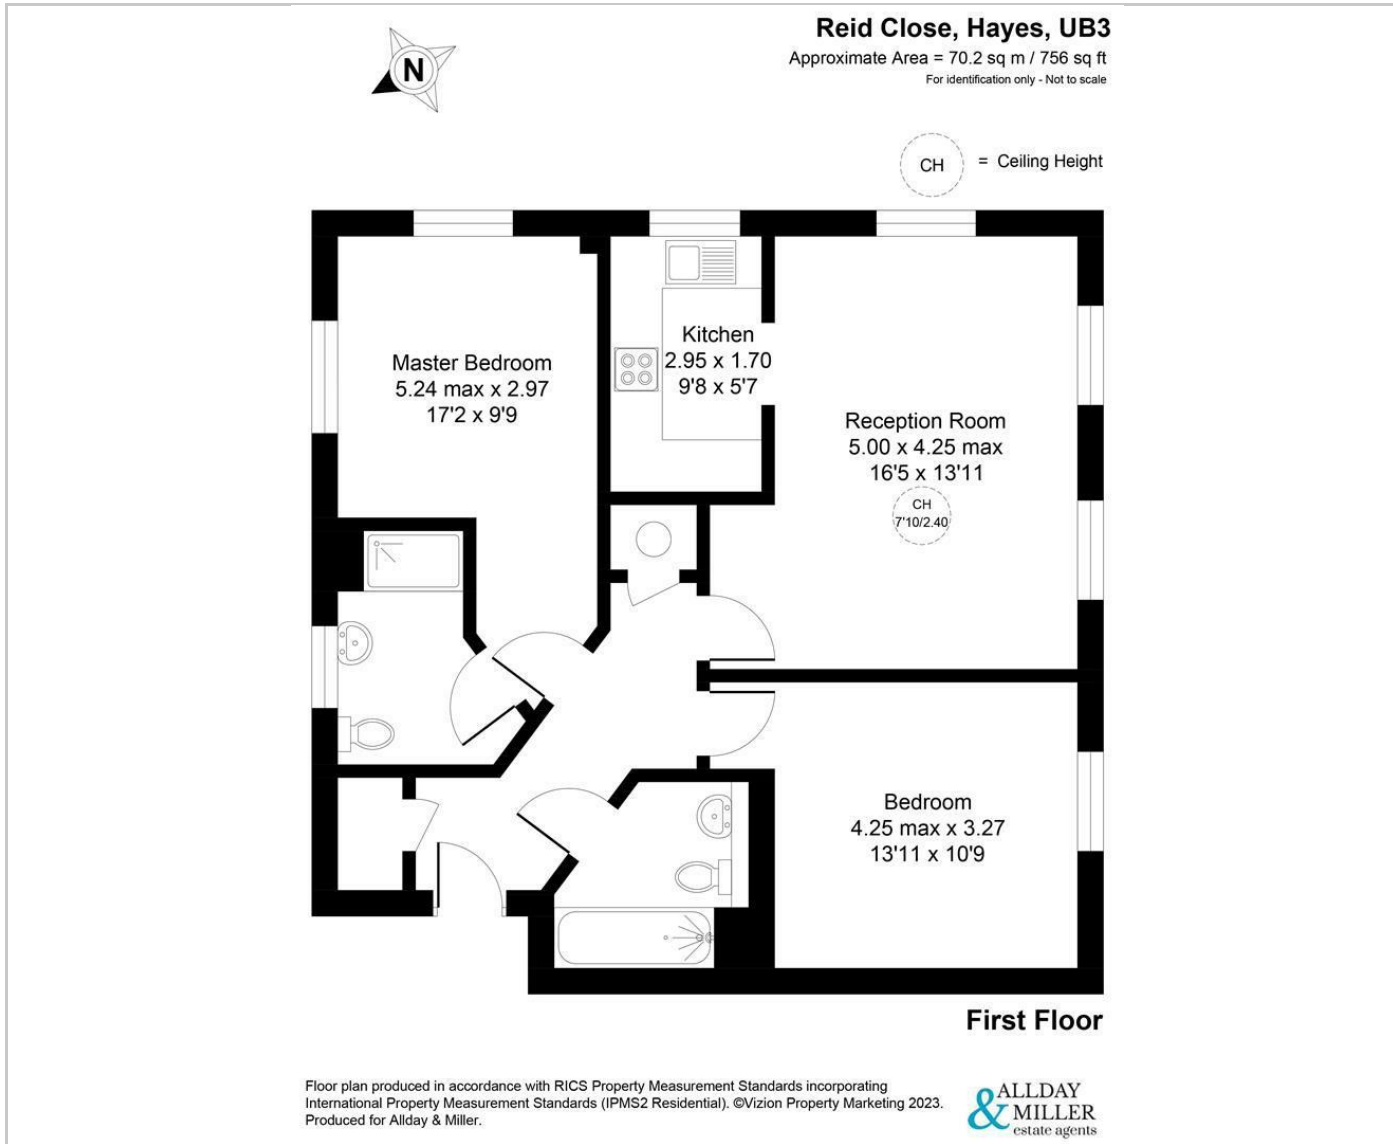 Reid Close, Hayes, UB3
Approximate Area = 70.2 sq m / 756 sq ft
For identification only - Not to scale
N
CH = Ceiling Height
Master Bedroom
5.24 max x 2.97
17'2 x 9'9
Kitchen
2.95 x 1.70
9'8 x 5'7
Reception Room
5.00 x 4.25 max
16'5 x 13'11
CH
7'10/2.40
Bedroom
4.25 max x 3.27
13'11 x 10'9
First Floor
Floor plan produced in accordance with RICS Property Measurement Standards incorporating
International Property Measurement Standards (IPMS2 Residential). ©Vizion Property Marketing 2023.
Produced for Allday & Miller.
ALLDAY
& MILLER
estate agents